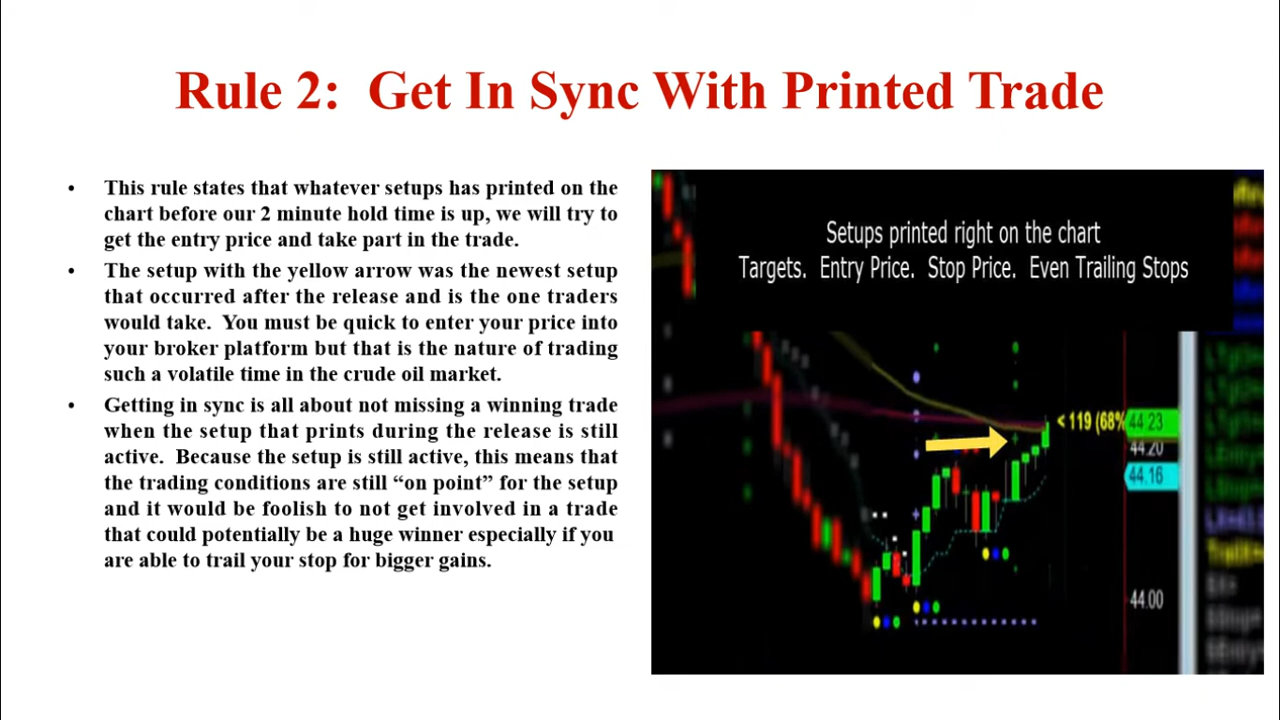 Rule 2:  Get In Sync With Printed Trade
• This rule states that whatever setups has printed on the
chart before our 2 minute hold time is up, we will try to
get the entry price and take part in the trade.
• The setup with the yellow arrow was the newest setup
that occurred after the release and is the one traders
would take.  You must be quick to enter your price into
your broker platform but that is the nature of trading
such a volatile time in the crude oil market.
• Getting in sync is all about not missing a winning trade
when the setup that prints during the release is still
active.  Because the setup is still active, this means that
the trading conditions are still “on point” for the setup
and it would be foolish to not get involved in a trade
that could potentially be a huge winner especially if you
are able to trail your stop for bigger gains.
Setups printed right on the chart
Targets.  Entry Price.  Stop Price.  Even Trailing Stops
< 119 (68%
44.23
44.20
44.16
44.00